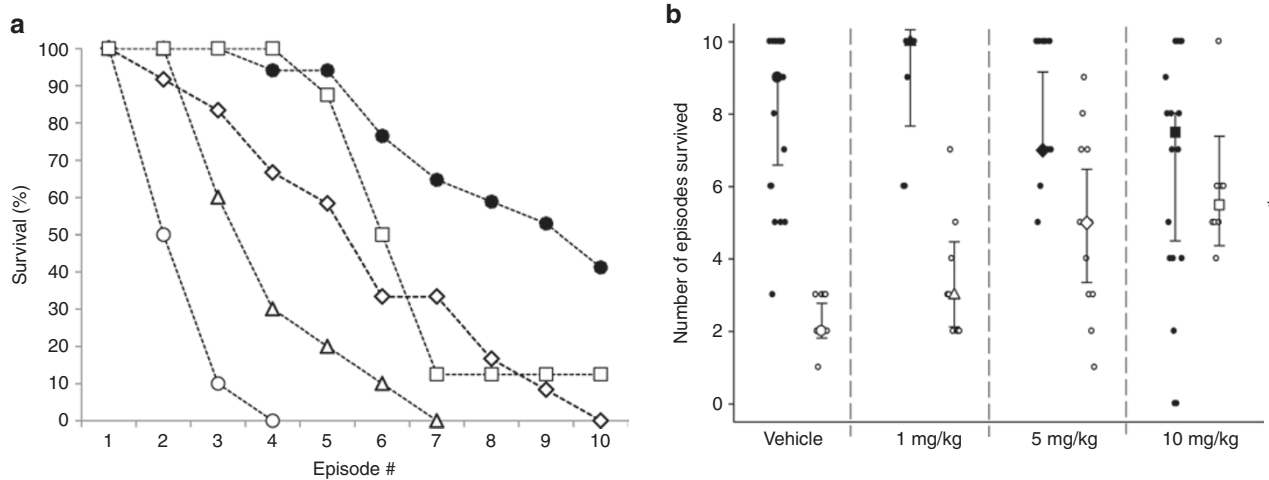 a
100
90
80
70
60
50
40
30
20
10
0
Survival (%)
1 2 3 4 5 6 7 8 9 10
Episode #
b
10
8
6
4
2
0
Number of episodes survived
Vehicle 1 mg/kg 5 mg/kg 10 mg/kg